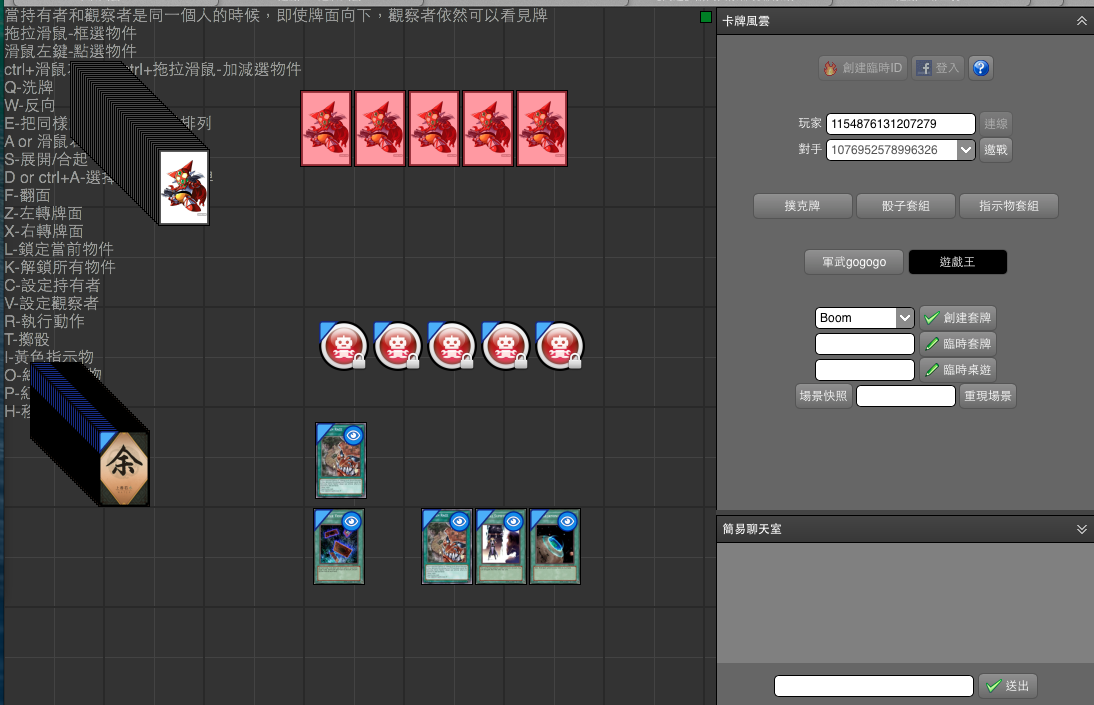 當持有者和觀察者是同一個人的時候，即使牌面向下，觀察者依然可以看見牌
拖拉滑鼠-框選物件
滑鼠左鍵-點選物件
ctrl+滑鼠 ctrl+拖拉滑鼠-加減選物件
Q-洗牌
W-反向
E-把同樣 排列
A or 滑鼠
S-展開/合起
D or ctrl+A-選擇
F-翻面
Z-左轉牌面
X-右轉牌面
L-鎖定當前物件
K-解鎖所有物件
C-設定持有者
V-設定觀察者
R-執行動作
T-擲骰
I-黃色指示物
O- 物
P-
H-移
余
卡牌風雲
創建臨時ID 登入 ?
玩家 1154876131207279 連線
對手 1076952578996326 邀戰
撲克牌 骰子套組 指示物套組
軍武gogogo 遊戲王
Boom 創建套牌
臨時套牌
臨時桌遊
場景快照 重現場景
簡易聊天室
送出